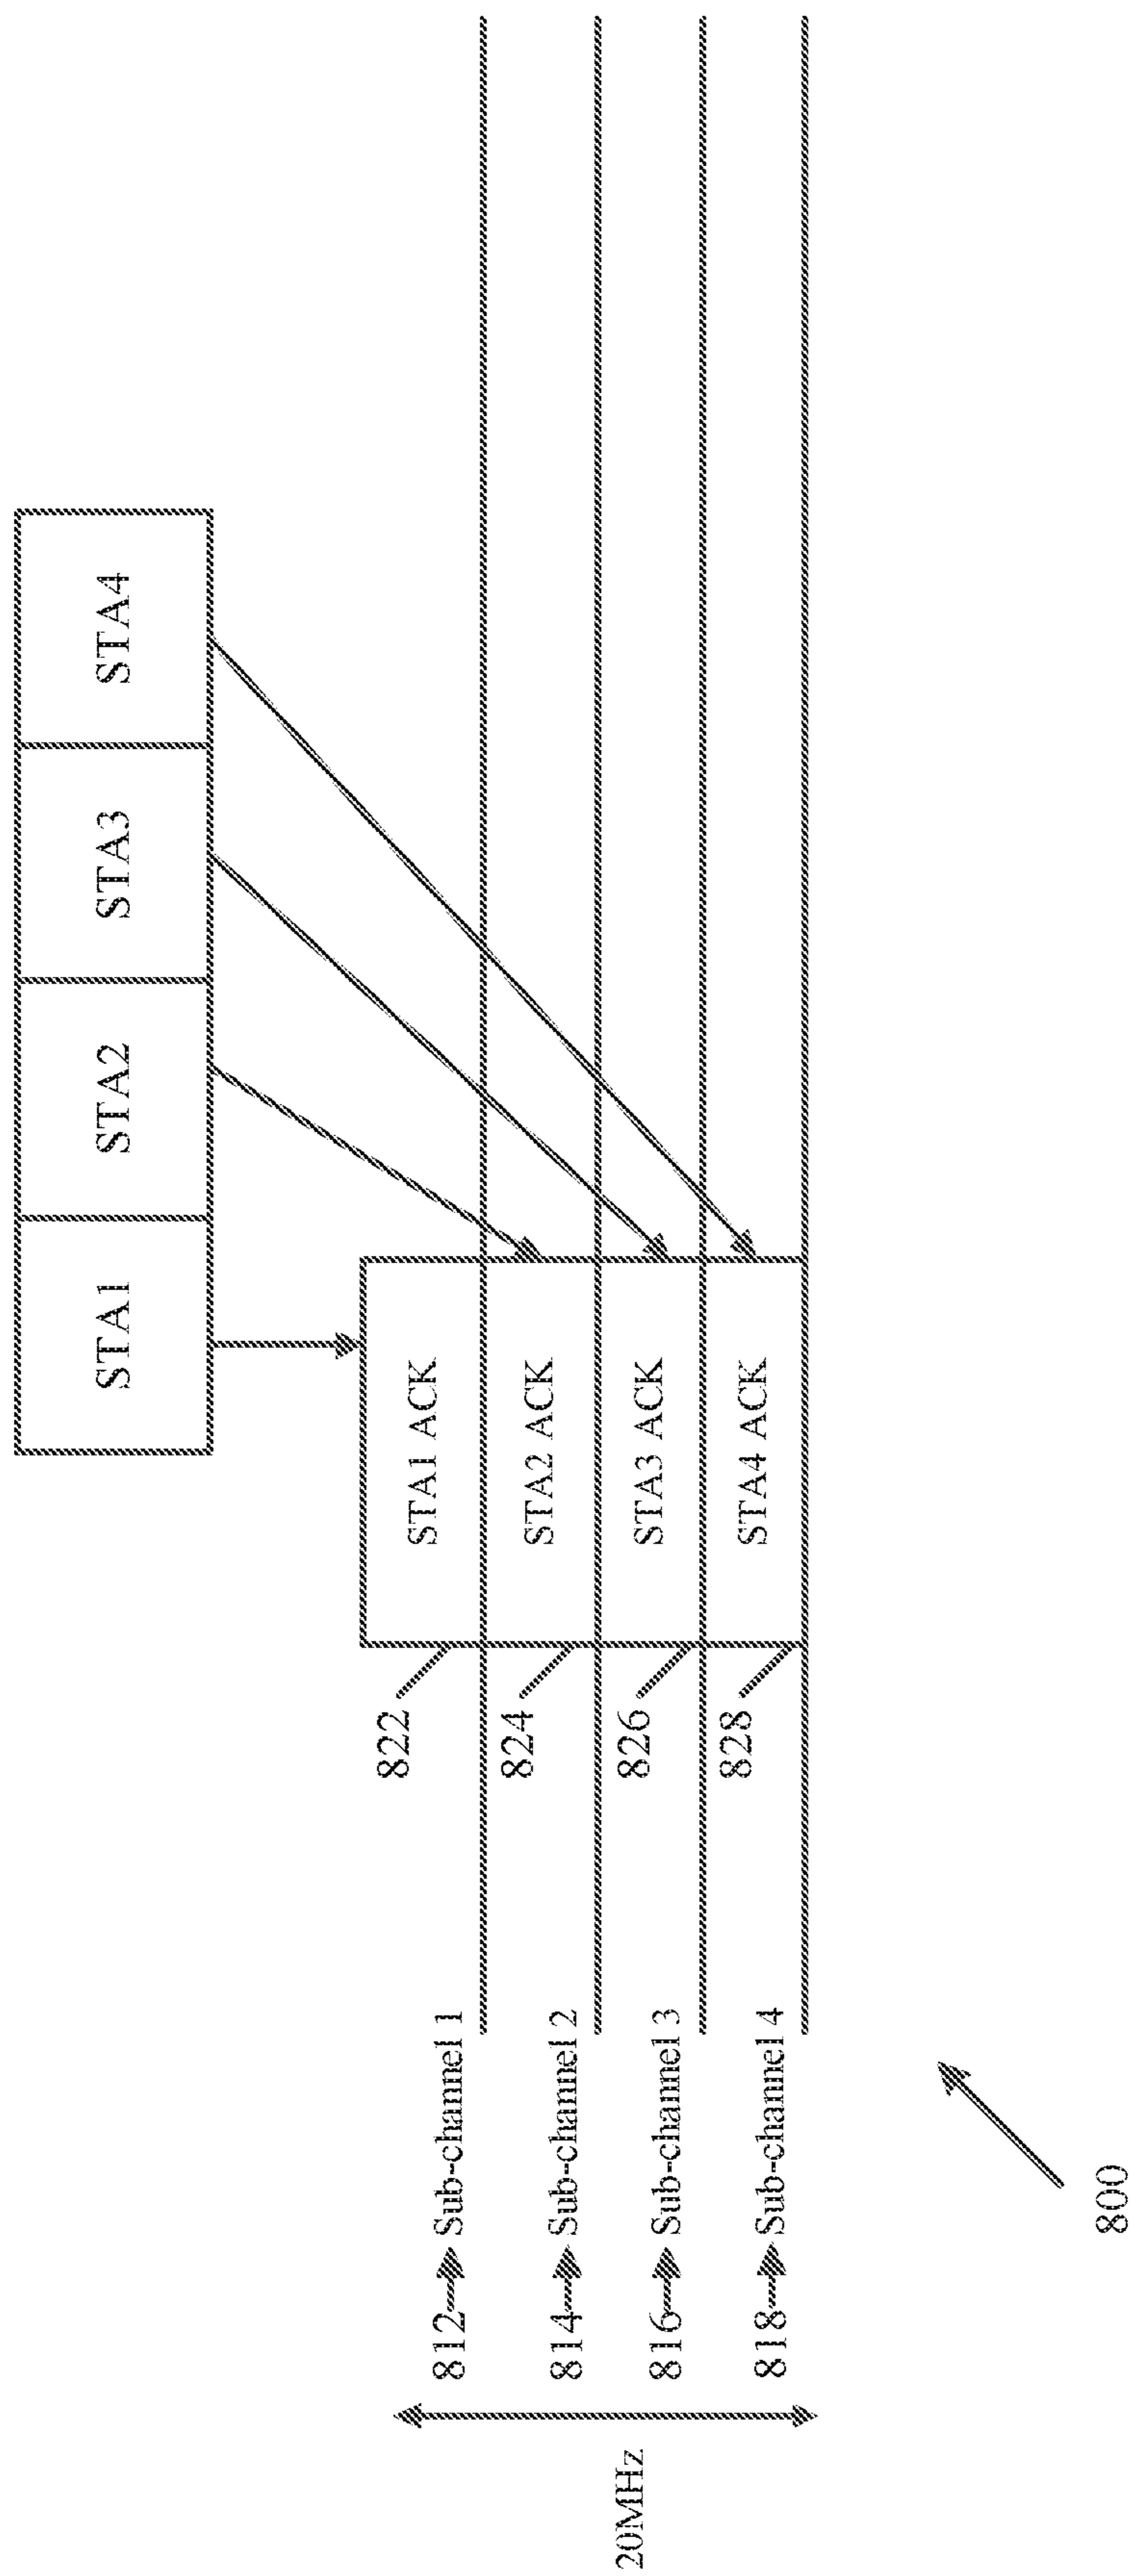 STA1 STA2 STA3 STA4
822 STA1 ACK
824 STA2 ACK
826 STA3 ACK
828 STA4 ACK
812 Sub-channel 1
814 Sub-channel 2
816 Sub-channel 3
818 Sub-channel 4
20MHz
800